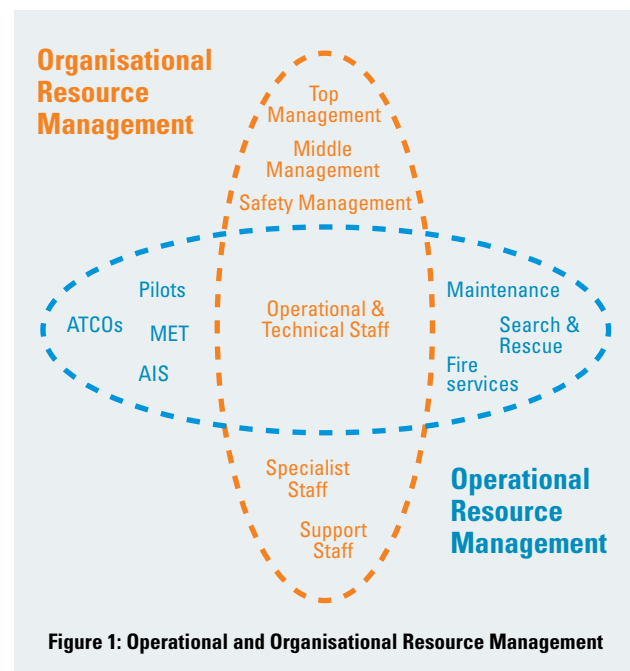 Organisational
Resource
Management
Top
Management
Middle
Management
Safety Management
Pilots
ATCOs
MET
AIS
Operational &
Technical Staff
Maintenance
Search &
Rescue
Fire
services
Specialist
Staff
Support
Staff
Operational
Resource
Management
Figure 1: Operational and Organisational Resource Management